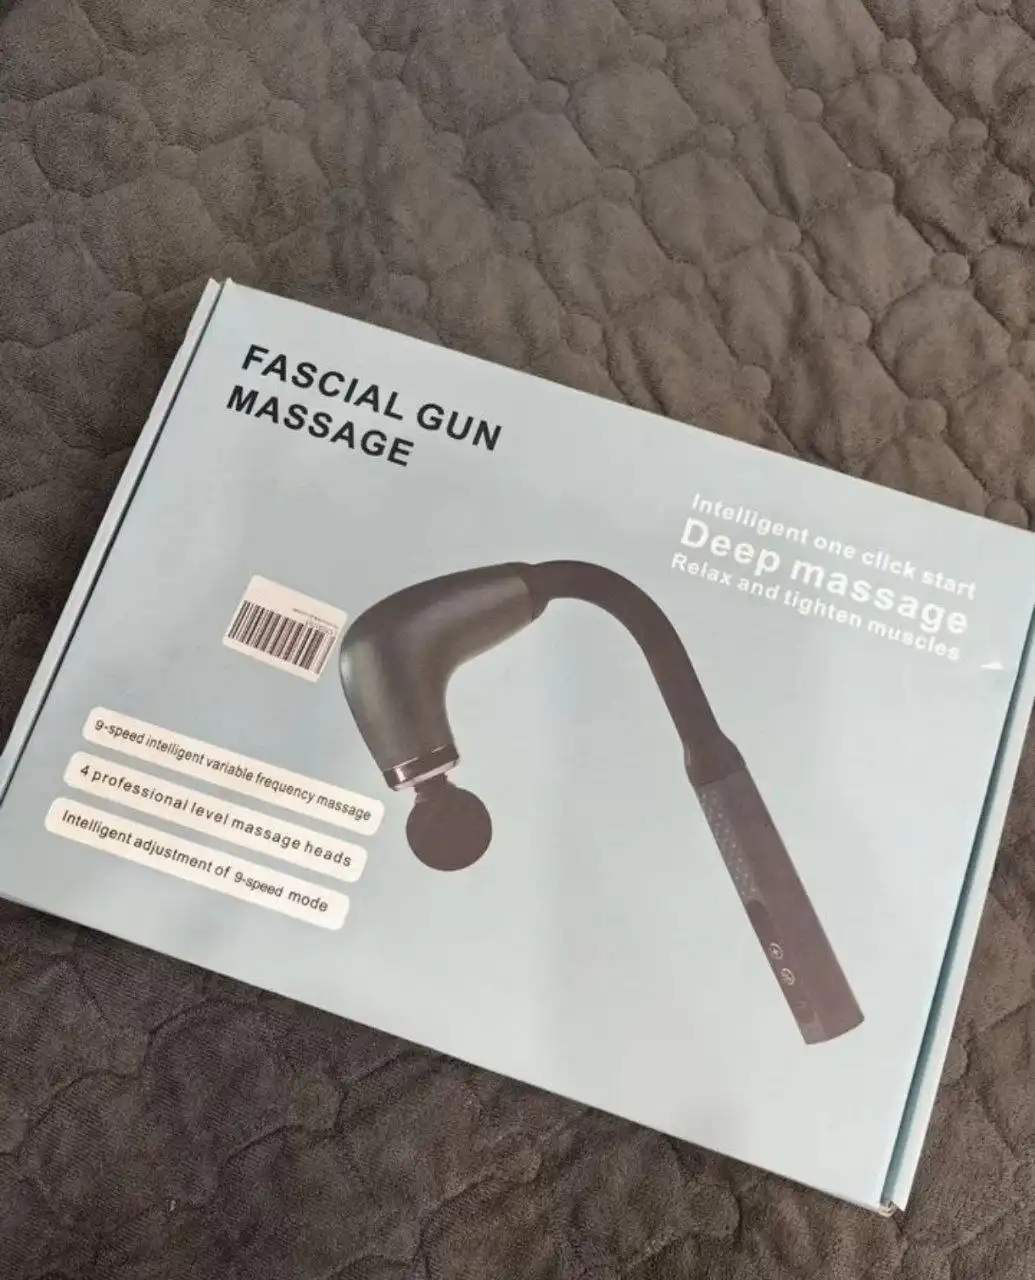 FASCIAL GUN
MASSAGE
Intelligent one click start
Deep massage
Relax and tighten muscles
9-speed intelligent variable frequency massage
4 professional level massage heads
Intelligent adjustment of 9-speed mode